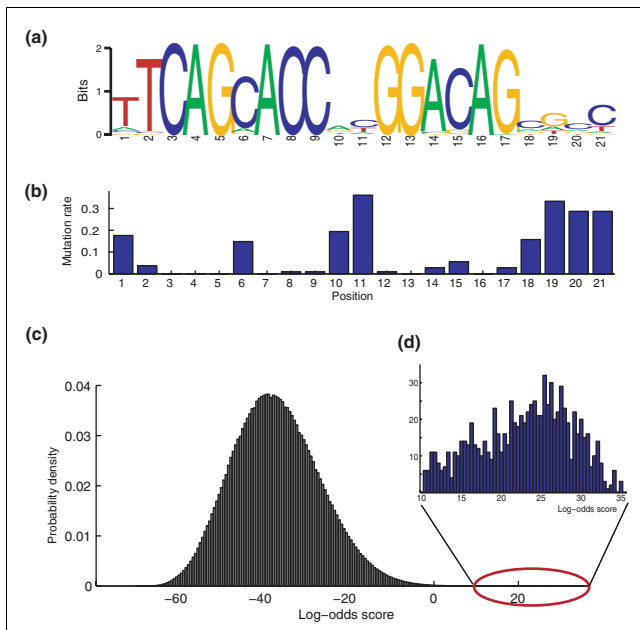 (a)
2
Bits
1
0
T T C A G C A C C A C G G A C A G C G C C
1 2 3 4 5 6 7 8 9 10 11 12 13 14 15 16 17 18 19 20 21
(b)
Mutation rate
0.3
0.2
0.1
0
1 2 3 4 5 6 7 8 9 10 11 12 13 14 15 16 17 18 19 20 21
Position
(c)
(d)
0.04
0.03
0.02
0.01
0
Probability density
−60 −40 −20 0 20
Log−odds score
30
20
10
10 15 20 25 30 35
Log−odds score